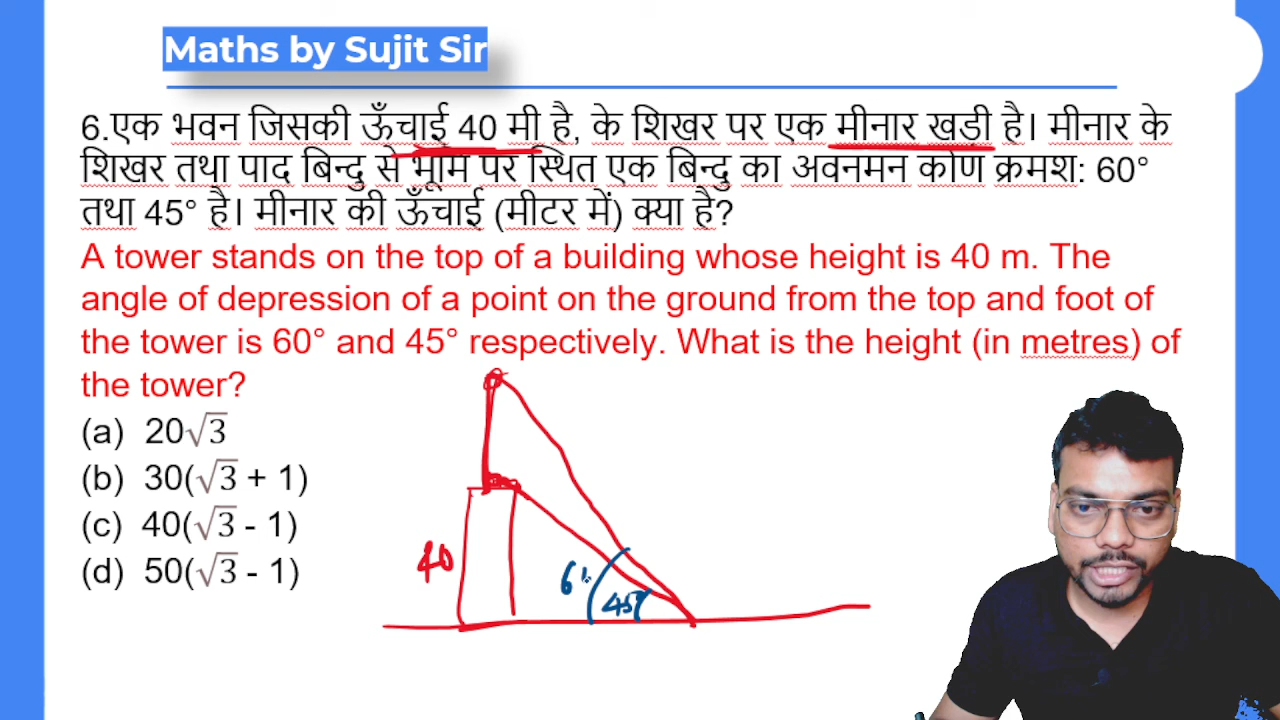 Maths by Sujit Sir
6.एक भवन जिसकी ऊँचाई 40 मी है, के शिखर पर एक मीनार खड़ी है। मीनार के
शिखर तथा पाद बिन्दु से भूमि पर स्थित एक बिन्दु का अवनमन कोण क्रमश: 60°
तथा 45° है। मीनार की ऊँचाई (मीटर में) क्या है?
A tower stands on the top of a building whose height is 40 m. The
angle of depression of a point on the ground from the top and foot of
the tower is 60° and 45° respectively. What is the height (in metres) of
the tower?
(a) 20√3
(b) 30(√3 + 1)
(c) 40(√3 - 1)
(d) 50(√3 - 1)
40
45°